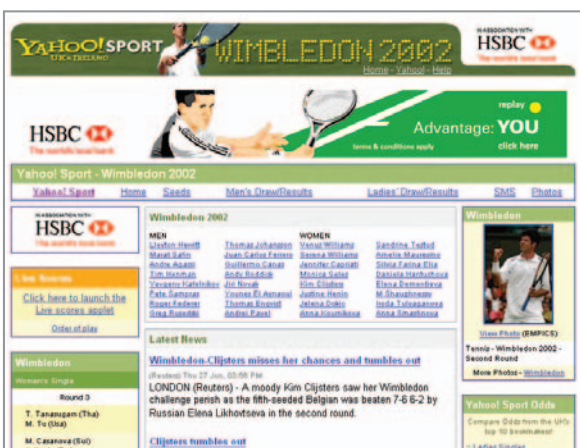 YAHOO! SPORT
UK & IRELAND
WIMBLEDON 2002
Home - Yahoo! - Help
IN ASSOCIATION WITH
HSBC
The world's local bank
HSBC
The world's local bank
replay
Advantage: YOU
terms & conditions apply
click here
Yahoo! Sport - Wimbledon 2002
Yahoo! Sport Home Seeds Men's Draw/Results Ladies' Draw/Results SMS Photos
IN ASSOCIATION WITH
HSBC
The world's local bank
Live Scores
Click here to launch the
Live scores applet
Order of play
Wimbledon
Women's Single
Round 3
T. Tanasugarn (Tha)
M. Tu (Usa)
M. Casanova (Sui)
Wimbledon 2002
MEN WOMEN
Lleyton Hewitt Thomas Johansson Venus Williams Sandrine Testud
Marat Safin Juan Carlos Ferrero Serena Williams Amelie Mauresmo
Andre Agassi Guillermo Canas Jennifer Capriati Silvia Farina Elia
Tim Henman Andy Roddick Monica Seles Daniela Hantuchova
Yevgeny Kafelnikov Jiri Novak Kim Clijsters Elena Dementieva
Pete Sampras Younes El Aynaoui Justine Henin M Shaughnessy
Roger Federer Thomas Enqvist Jelena Dokic Iroda Tulyaganova
Greg Rusedski Andrei Pavel Anna Kournikova Anna Smashnova
Latest News
Wimbledon-Clijsters misses her chances and tumbles out
(Reuters) Thu 27 Jun, 03:56 PM
LONDON (Reuters) - A moody Kim Clijsters saw her Wimbledon
challenge perish as the fifth-seeded Belgian was beaten 7-6 6-2 by
Russian Elena Likhovtseva in the second round.
Clijsters tumbles out
Wimbledon
View Photo (EMPICS)
Tennis - Wimbledon 2002 -
Second Round
More Photos - Wimbledon
Yahoo! Sport Odds
Compare Odds from the UK's
top 10 bookmakers!
- Ladies Singles